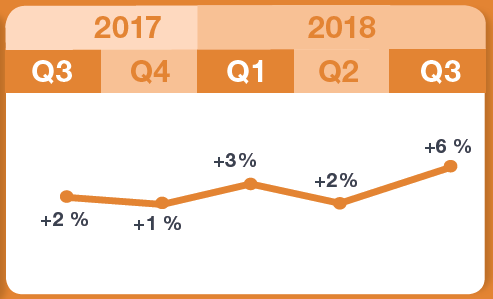 2017 2018
Q3 Q4 Q1 Q2 Q3
+2 % +1 % +3% +2% +6 %